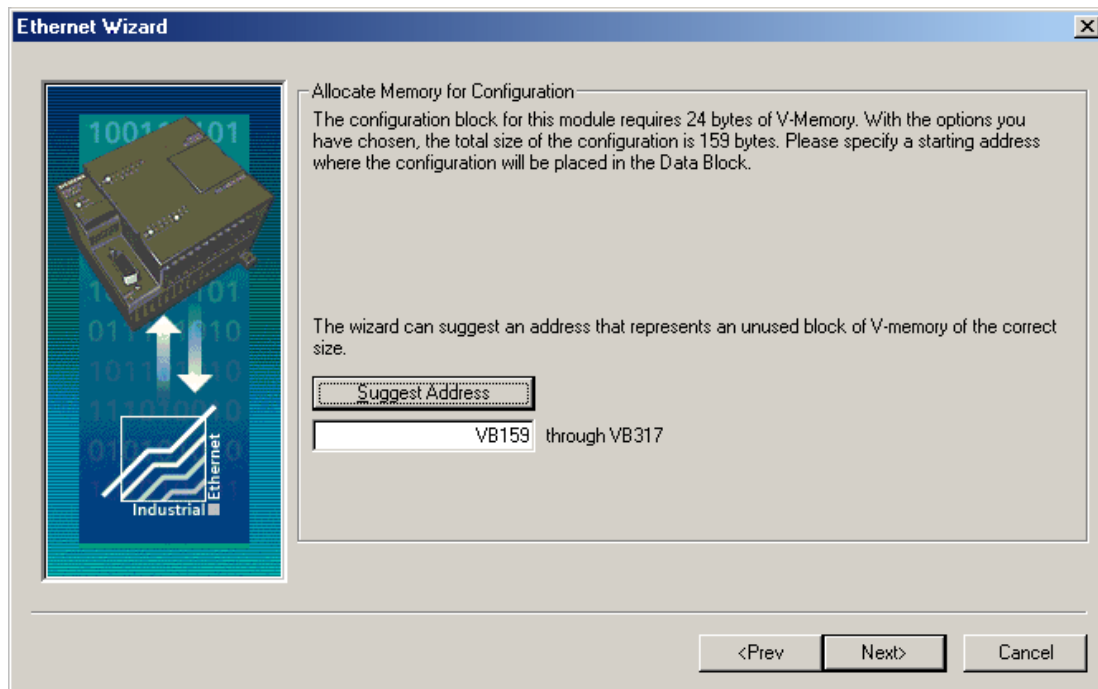 Ethernet Wizard
Allocate Memory for Configuration
The configuration block for this module requires 24 bytes of V-Memory. With the options you
have chosen, the total size of the configuration is 159 bytes. Please specify a starting address
where the configuration will be placed in the Data Block.
The wizard can suggest an address that represents an unused block of V-memory of the correct
size.
Suggest Address
VB159 through VB317
Industrial
Ethernet
<Prev
Next>
Cancel